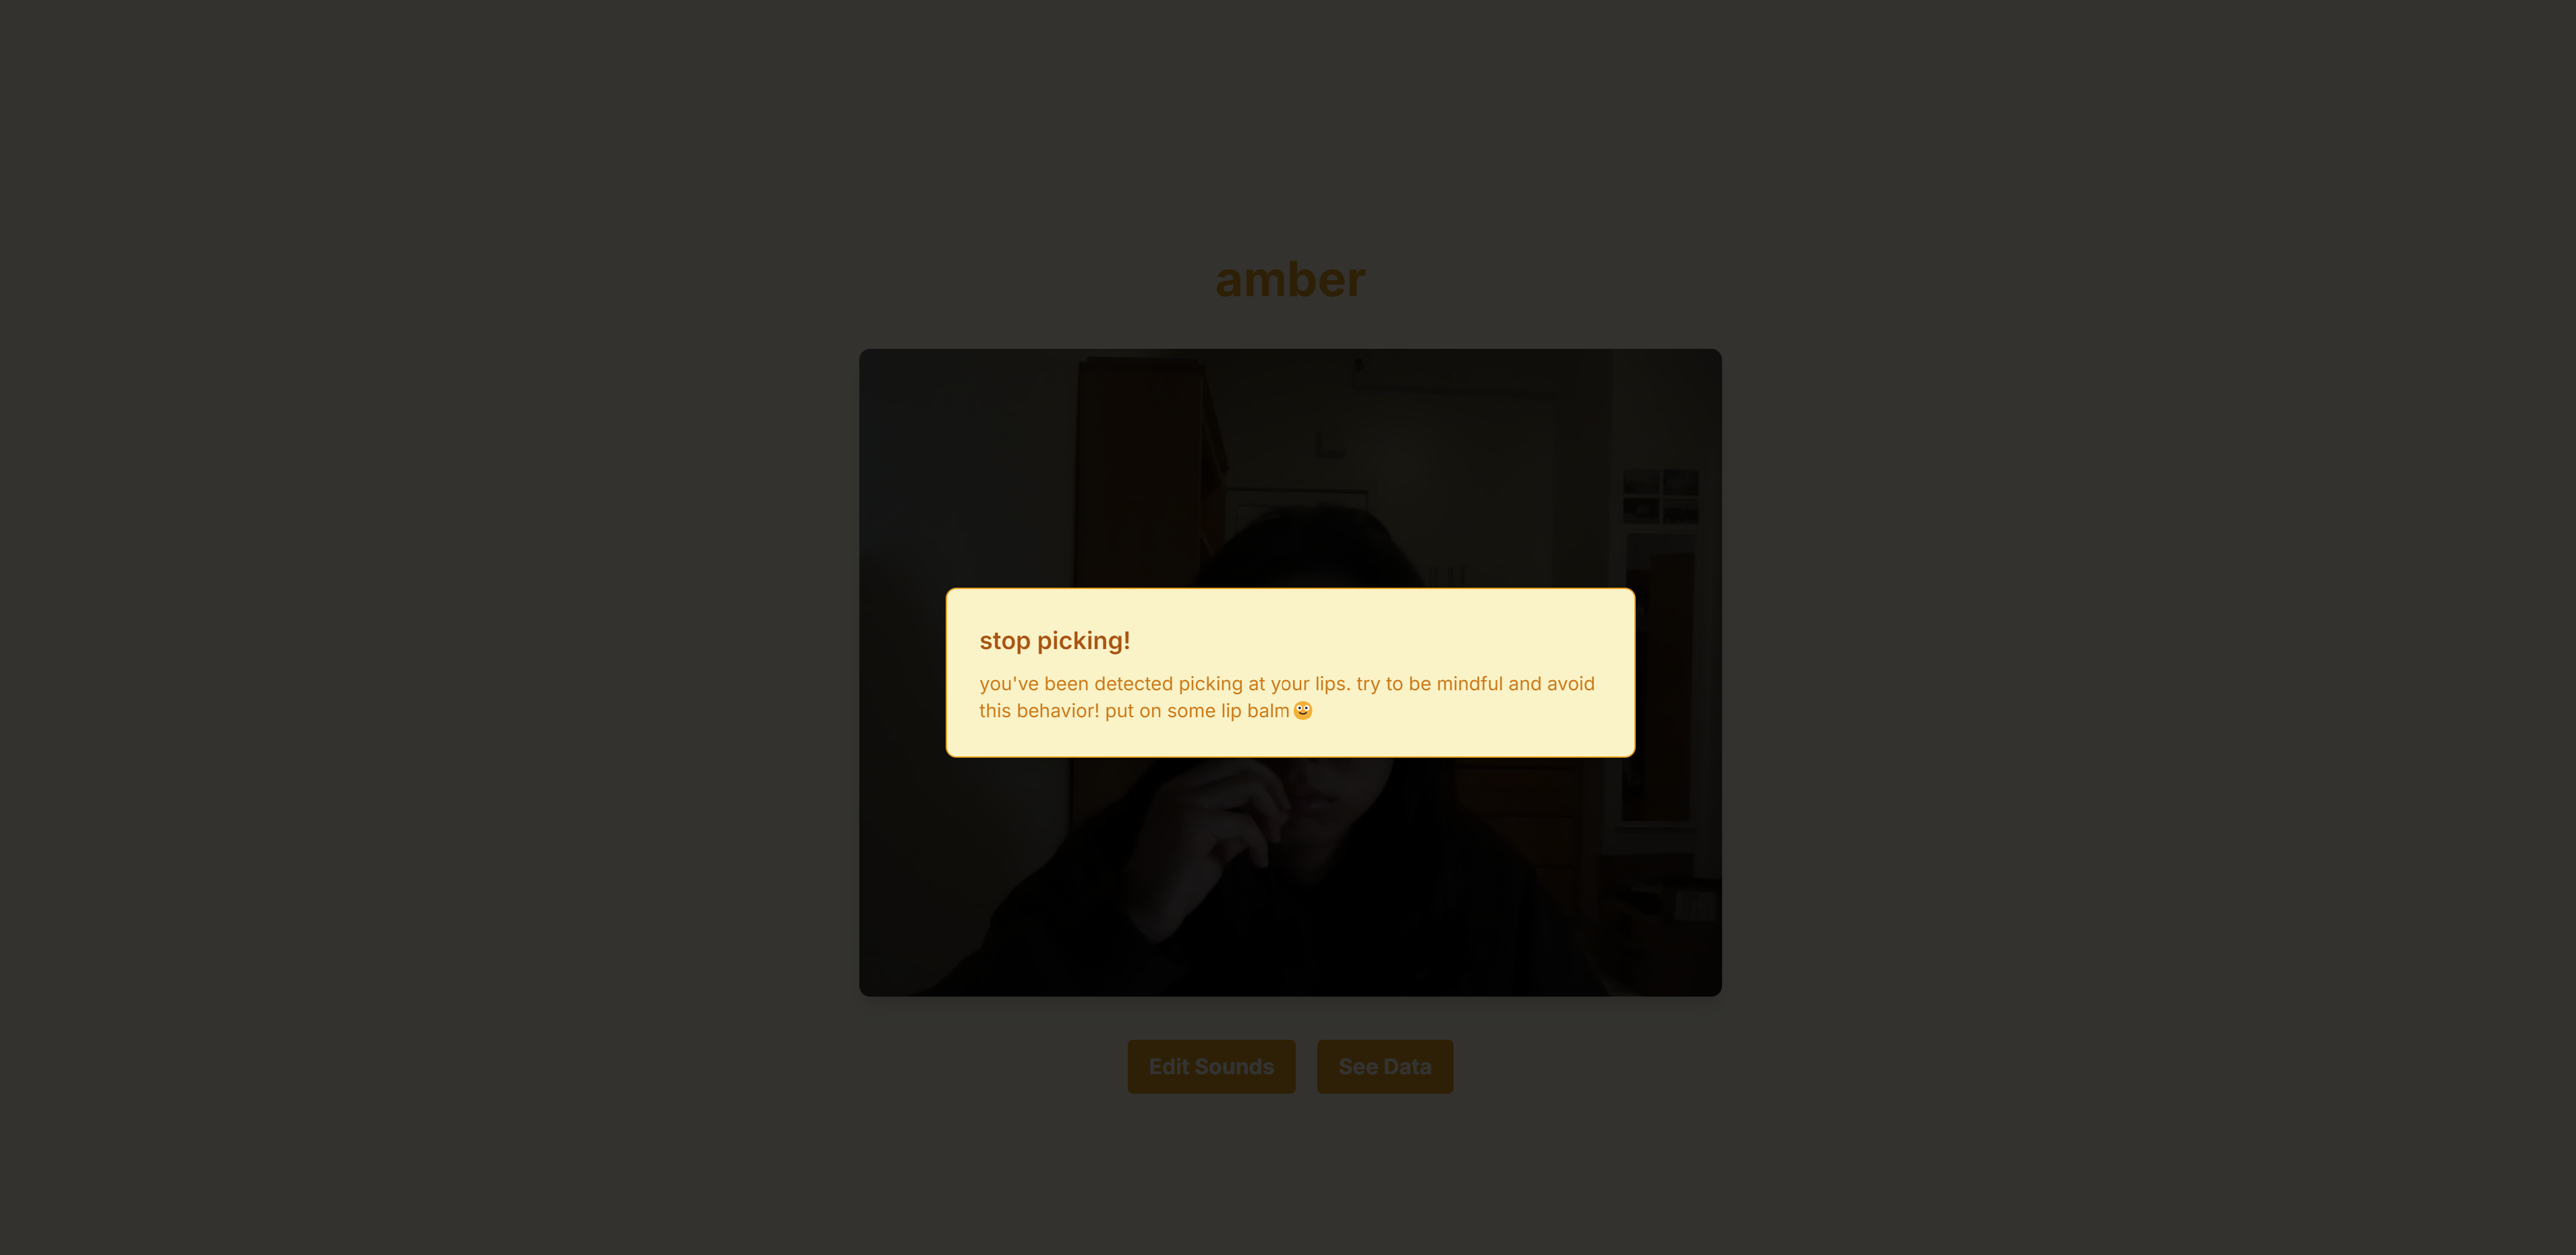 amber
stop picking!
you've been detected picking at your lips. try to be mindful and avoid
this behavior! put on some lip balm🙂
Edit Sounds
See Data